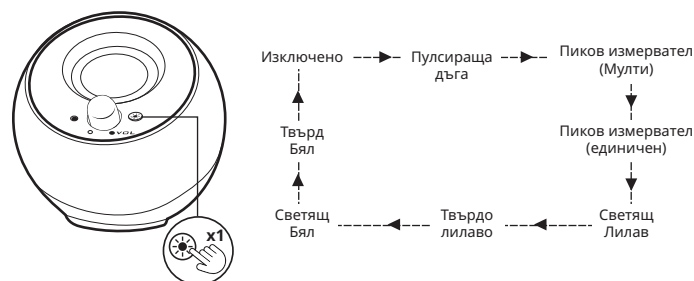 Изключено
Пулсираща
дъга
Пиков измервател
(Мулти)
Твърд
Бял
Пиков измервател
(единичен)
VOL
Светящ
Бял
Твърдо
лилаво
Светящ
Лилав
x1